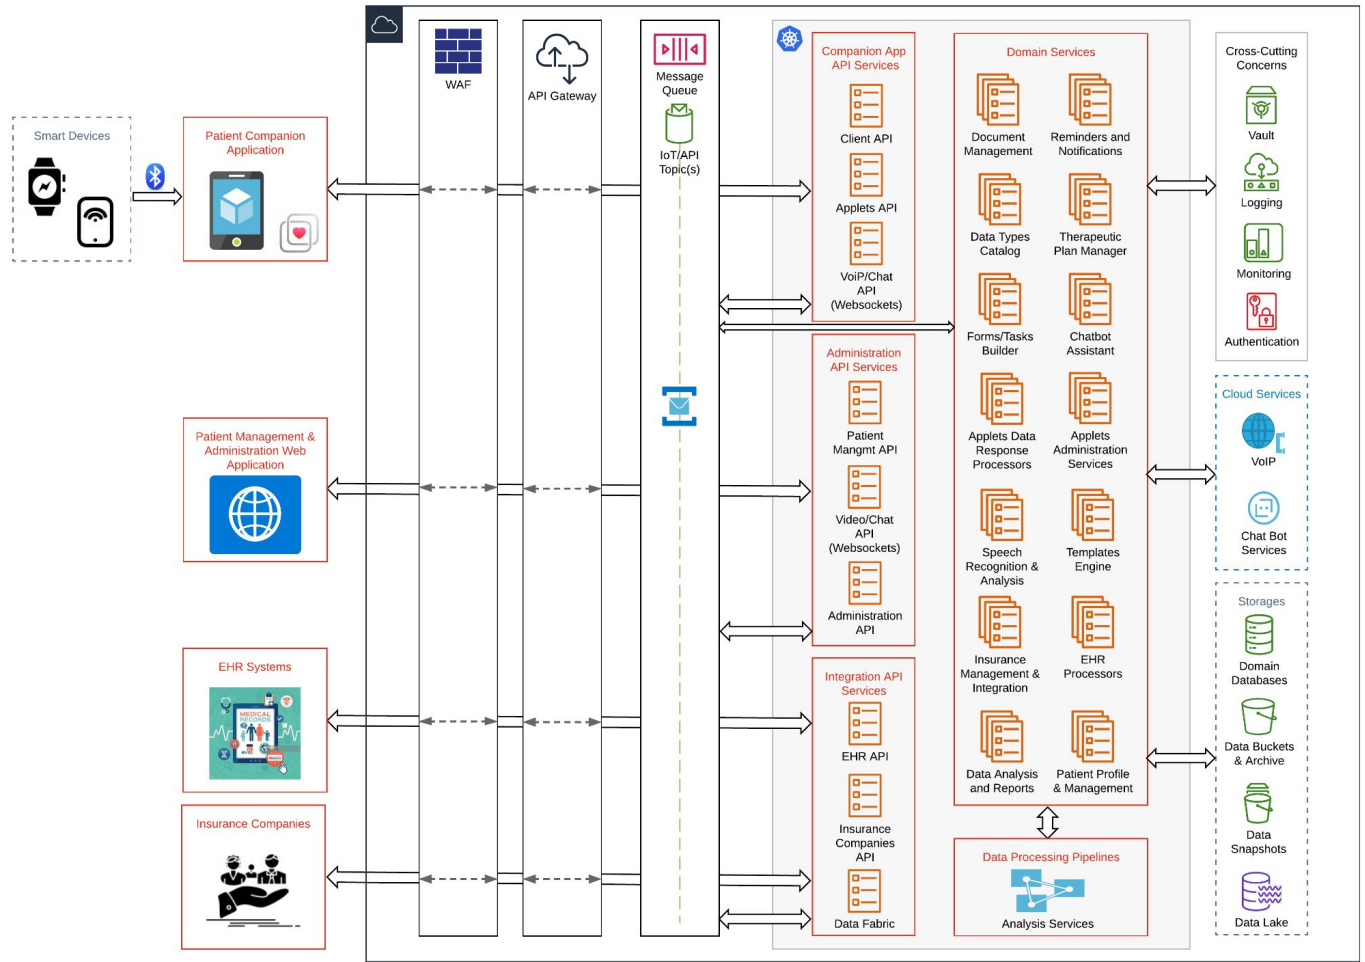 Smart Devices
Patient Companion
Application
Patient Management &
Administration Web
Application
EHR Systems
MEDICAL
RECORDS
Insurance Companies
WAF
API Gateway
Message
Queue
IoT/API
Topic(s)
Companion App
API Services
Client API
Applets API
VoiP/Chat
API
(Websockets)
Administration
API Services
Patient
Mangmt API
Video/Chat
API
(Websockets)
Administration
API
Integration API
Services
EHR API
Insurance
Companies
API
Data Fabric
Domain Services
Document
Management
Reminders and
Notifications
Data Types
Catalog
Therapeutic
Plan Manager
Forms/Tasks
Builder
Chatbot
Assistant
Applets Data
Response
Processors
Applets
Administration
Services
Speech
Recognition &
Analysis
Templates
Engine
Insurance
Management &
Integration
EHR
Processors
Data Analysis
and Reports
Patient Profile
& Management
Data Processing Pipelines
Analysis Services
Cross-Cutting
Concerns
Vault
Logging
Monitoring
Authentication
Cloud Services
VoIP
Chat Bot
Services
Storages
Domain
Databases
Data Buckets
& Archive
Data
Snapshots
Data Lake